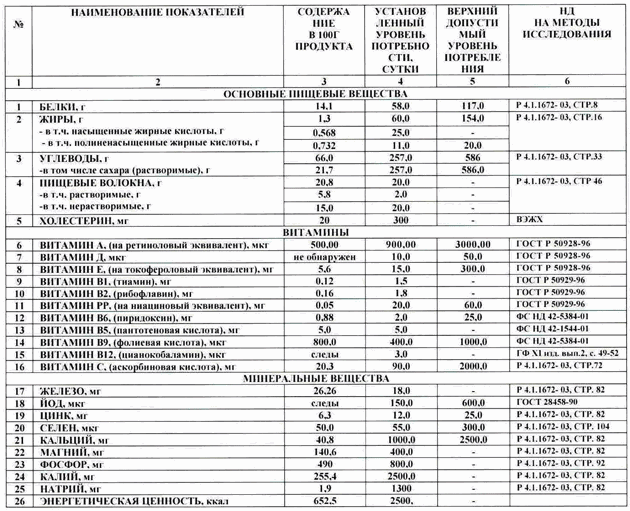 № НАИМЕНОВАНИЕ ПОКАЗАТЕЛЕЙ СОДЕРЖА НИЕ В 100Г ПРОДУКТА УСТАНОВ ЛЕННЫЙ УРОВЕНЬ ПОТРЕБНО СТИ, СУТКИ ВЕРХНИЙ ДОПУСТИ МЫЙ УРОВЕНЬ ПОТРЕБЛЕ НИЯ НД НА МЕТОДЫ ИССЛЕДОВАНИЯ
1 2 3 4 5 6
ОСНОВНЫЕ ПИЩЕВЫЕ ВЕЩЕСТВА
1 БЕЛКИ, г 14,1 58,0 117,0 Р 4.1.1672- 03, СТР.8
2 ЖИРЫ, г 1,3 60,0 154,0 Р 4.1.1672- 03, СТР.16
- в т.ч. насыщенные жирные кислоты, г 0,568 25,0 -
- в т.ч. полиненасыщенные жирные кислоты, г 0,732 11,0 20,0
3 УГЛЕВОДЫ, г 66,0 257,0 586 Р 4.1.1672- 03, СТР.33
-в том числе сахара (растворимые), г 21,7 257,0 586,0
4 ПИЩЕВЫЕ ВОЛОКНА, г 20,8 20,0 - Р 4.1.1672- 03, СТР 46
-в т.ч. растворимые, г 5,8 2,0 -
-в т.ч. нерастворимые, г 15,0 20,0 -
5 ХОЛЕСТЕРИН, мг 20 300 - ВЭЖХ
ВИТАМИНЫ
6 ВИТАМИН А, (на ретиноловый эквивалент), мкг 500,00 900,00 3000,00 ГОСТ Р 50928-96
7 ВИТАМИН Д, мкг не обнаружен 10,0 50,0 ГОСТ Р 50928-96
8 ВИТАМИН Е, (на токофероловый эквивалент), мг 5,6 15,0 300,0 ГОСТ Р 50928-96
9 ВИТАМИН В1, (тиамин), мг 0,12 1,5 - ГОСТ Р 50929-96
10 ВИТАМИН В2, (рибофлавин), мг 0,16 1,8 - ГОСТ Р 50929-96
11 ВИТАМИН РР, (на ниациновый эквивалент), мг 0,05 20,0 60,0 ГОСТ Р 50929-96
12 ВИТАМИН В6, (пиридоксин), мг 0,88 2,0 25,0 ФС НД 42-5384-01
13 ВИТАМИН В5, (пантотеновая кислота), мг 5,0 5,0 - ФС НД 42-1544-01
14 ВИТАМИП В9, (фолиевая кислота), мкг 800,0 400,0 1000,0 ФС НД 42-5384-01
15 ВИТАМИН В12, (цианокобаламин), мкг следы 3,0 - ГФ XI изд. вып.2, с. 49-52
16 ВИТАМИН С, (аскорбиновая кислота), мг 20,3 90,0 2000,0 Р 4.1.1672- 03, СТР.72
МИНЕРАЛЬНЫЕ ВЕЩЕСТВА
17 ЖЕЛЕЗО, мг 26,26 18,0 - Р 4.1.1672- 03, СТР. 82
18 ЙОД, мкг следы 150,0 600,0 ГОСТ 28458-90
19 ЦИНК, мг 6,3 12,0 25,0 Р 4.1.1672- 03, СТР. 82
20 СЕЛЕН, мкг 50,0 55,0 300,0 Р 4.1.1672- 03, СТР. 104
21 КАЛЬЦИЙ, мг 40,8 1000,0 2500,0 Р 4.1.1672- 03, СТР. 82
22 МАГНИЙ, мг 140,6 400,0 - Р 4.1.1672- 03, СТР. 82
23 ФОСФОР, мг 490 800,0 - Р 4.1.1672- 03, СТР. 92
24 КАЛИЙ, мг 255,4 2500,0 - Р 4.1.1672- 03, СТР. 82
25 НАТРИЙ, мг 1,9 1300 - Р 4.1.1672- 03, СТР. 82
26 ЭНЕРГЕТИЧЕСКАЯ ЦЕННОСТЬ, ккал 652,5 2500, -